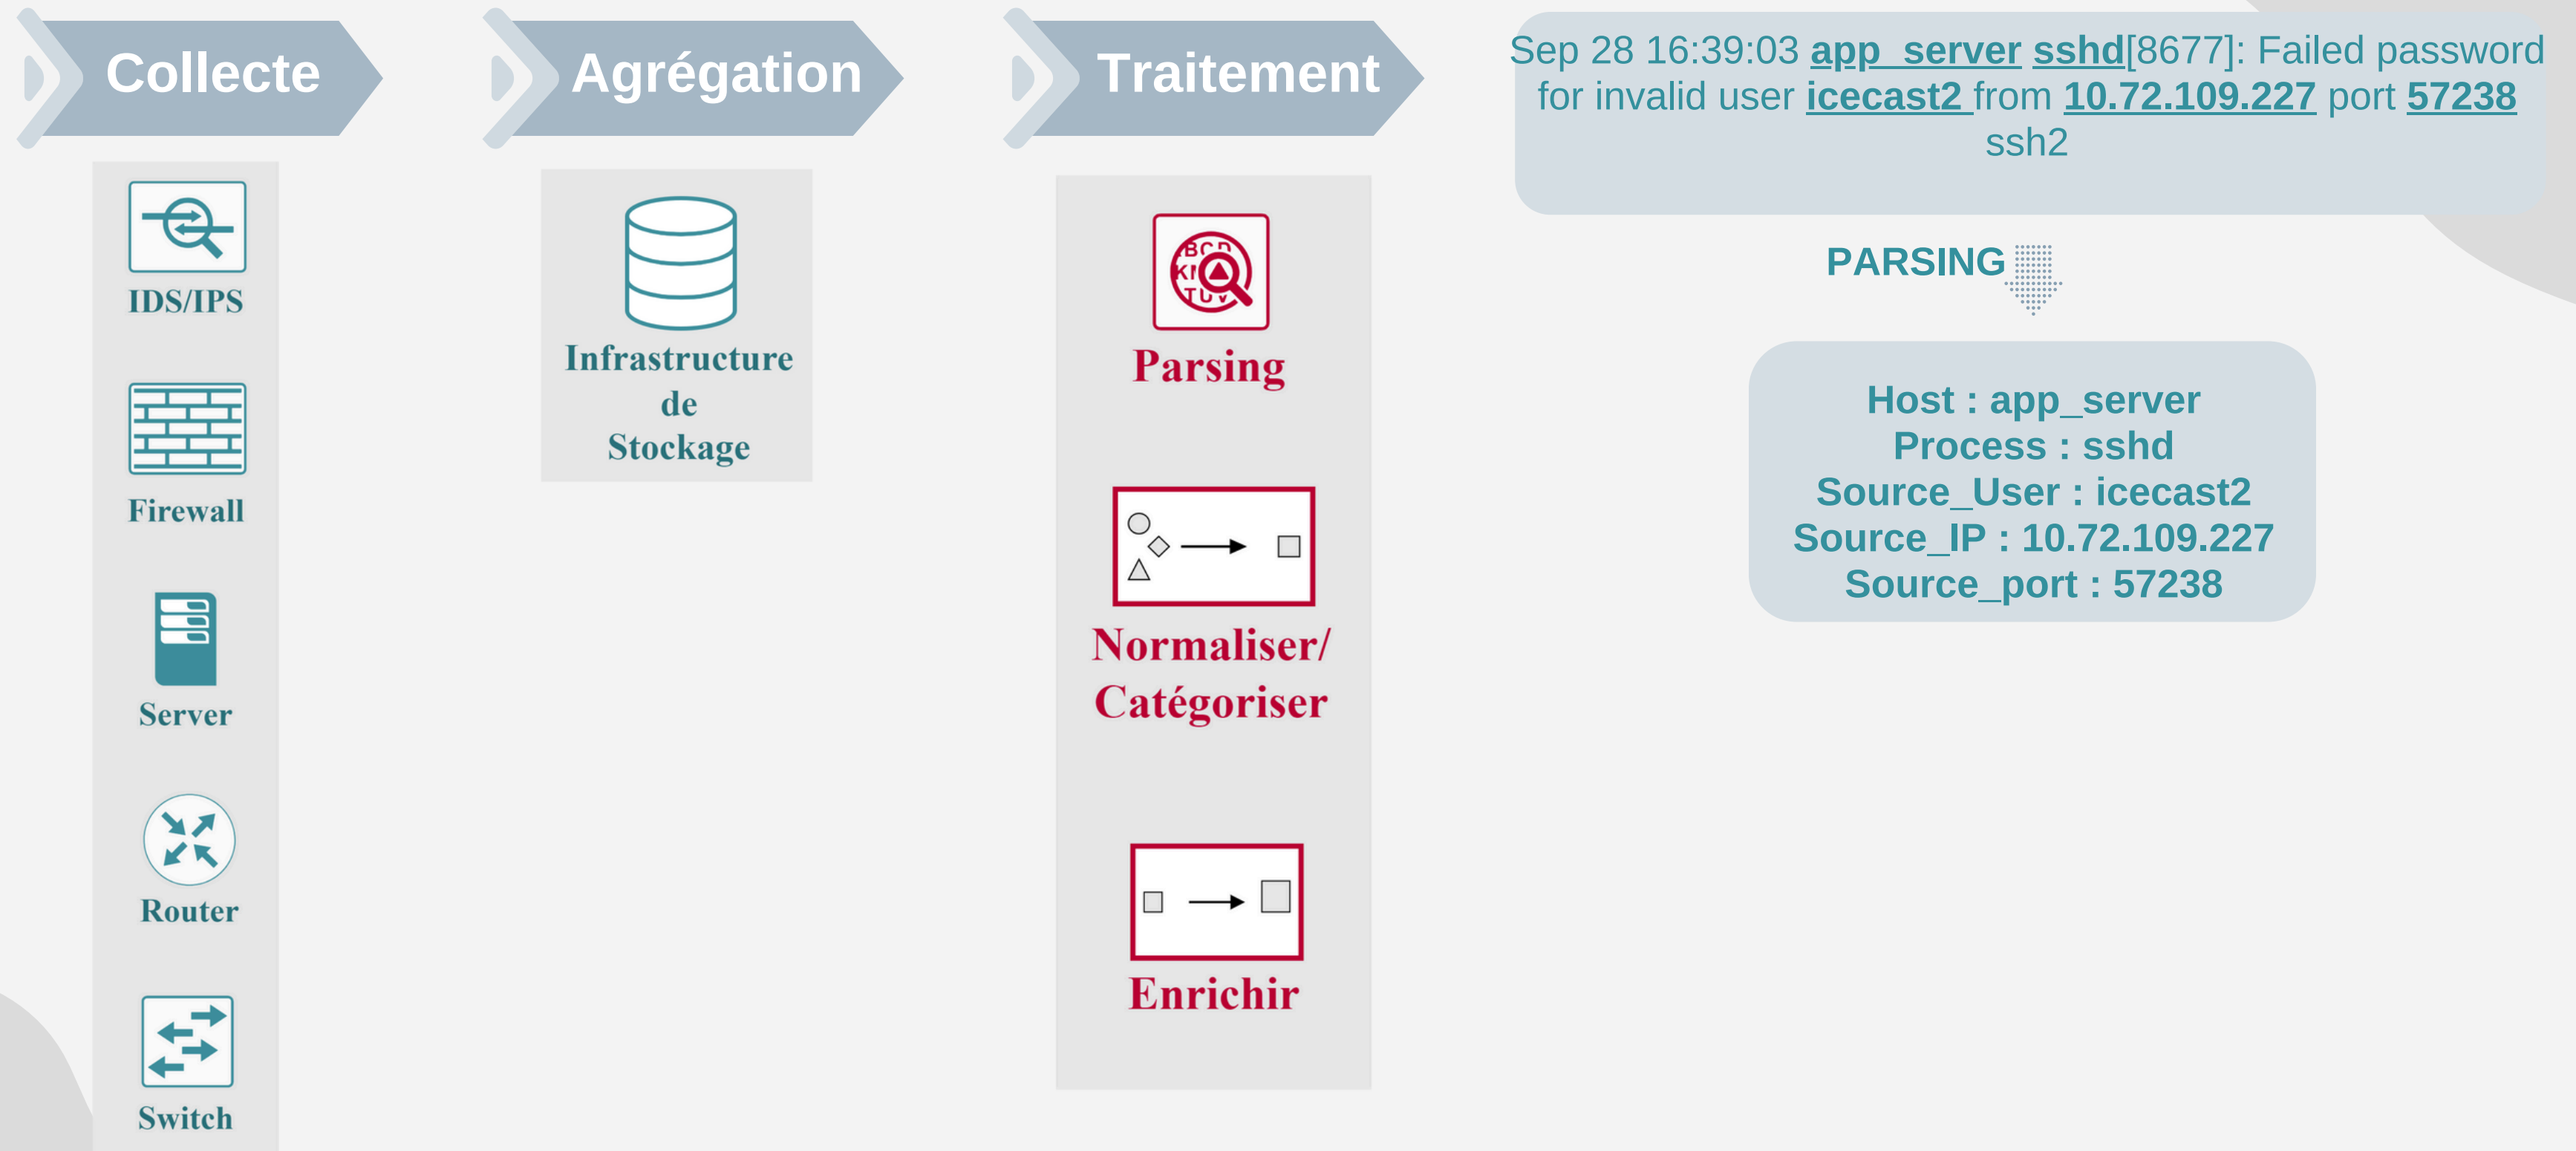 Collecte
Agrégation
Traitement
IDS/IPS
Firewall
Server
Router
Switch
Infrastructure
de
Stockage
Parsing
Normaliser/
Catégoriser
Enrichir
Sep 28 16:39:03 app_server sshd[8677]: Failed password
for invalid user icecast2 from 10.72.109.227 port 57238
ssh2
PARSING
Host : app_server
Process : sshd
Source_User : icecast2
Source_IP : 10.72.109.227
Source_port : 57238